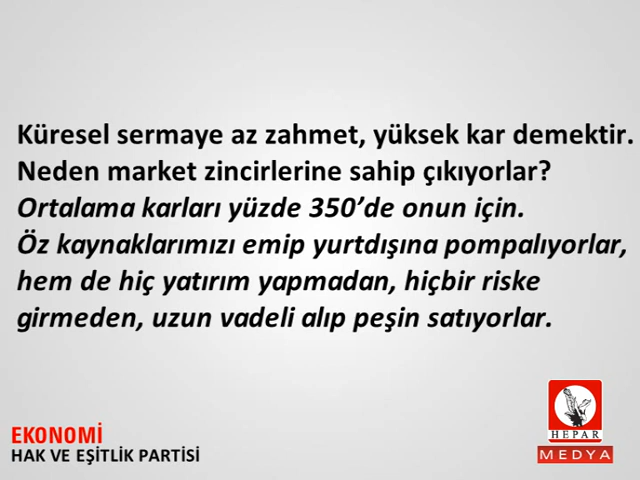 Küresel sermaye az zahmet, yüksek kar demektir.
Neden market zincirlerine sahip çıkıyorlar?
Ortalama karları yüzde 350’de onun için.
Öz kaynaklarımızı emip yurtdışına pompalıyorlar,
hem de hiç yatırım yapmadan, hiçbir riske
girmeden, uzun vadeli alıp peşin satıyorlar.
EKONOMİ
HAK VE EŞİTLİK PARTİSİ
HEPAR
MEDYA